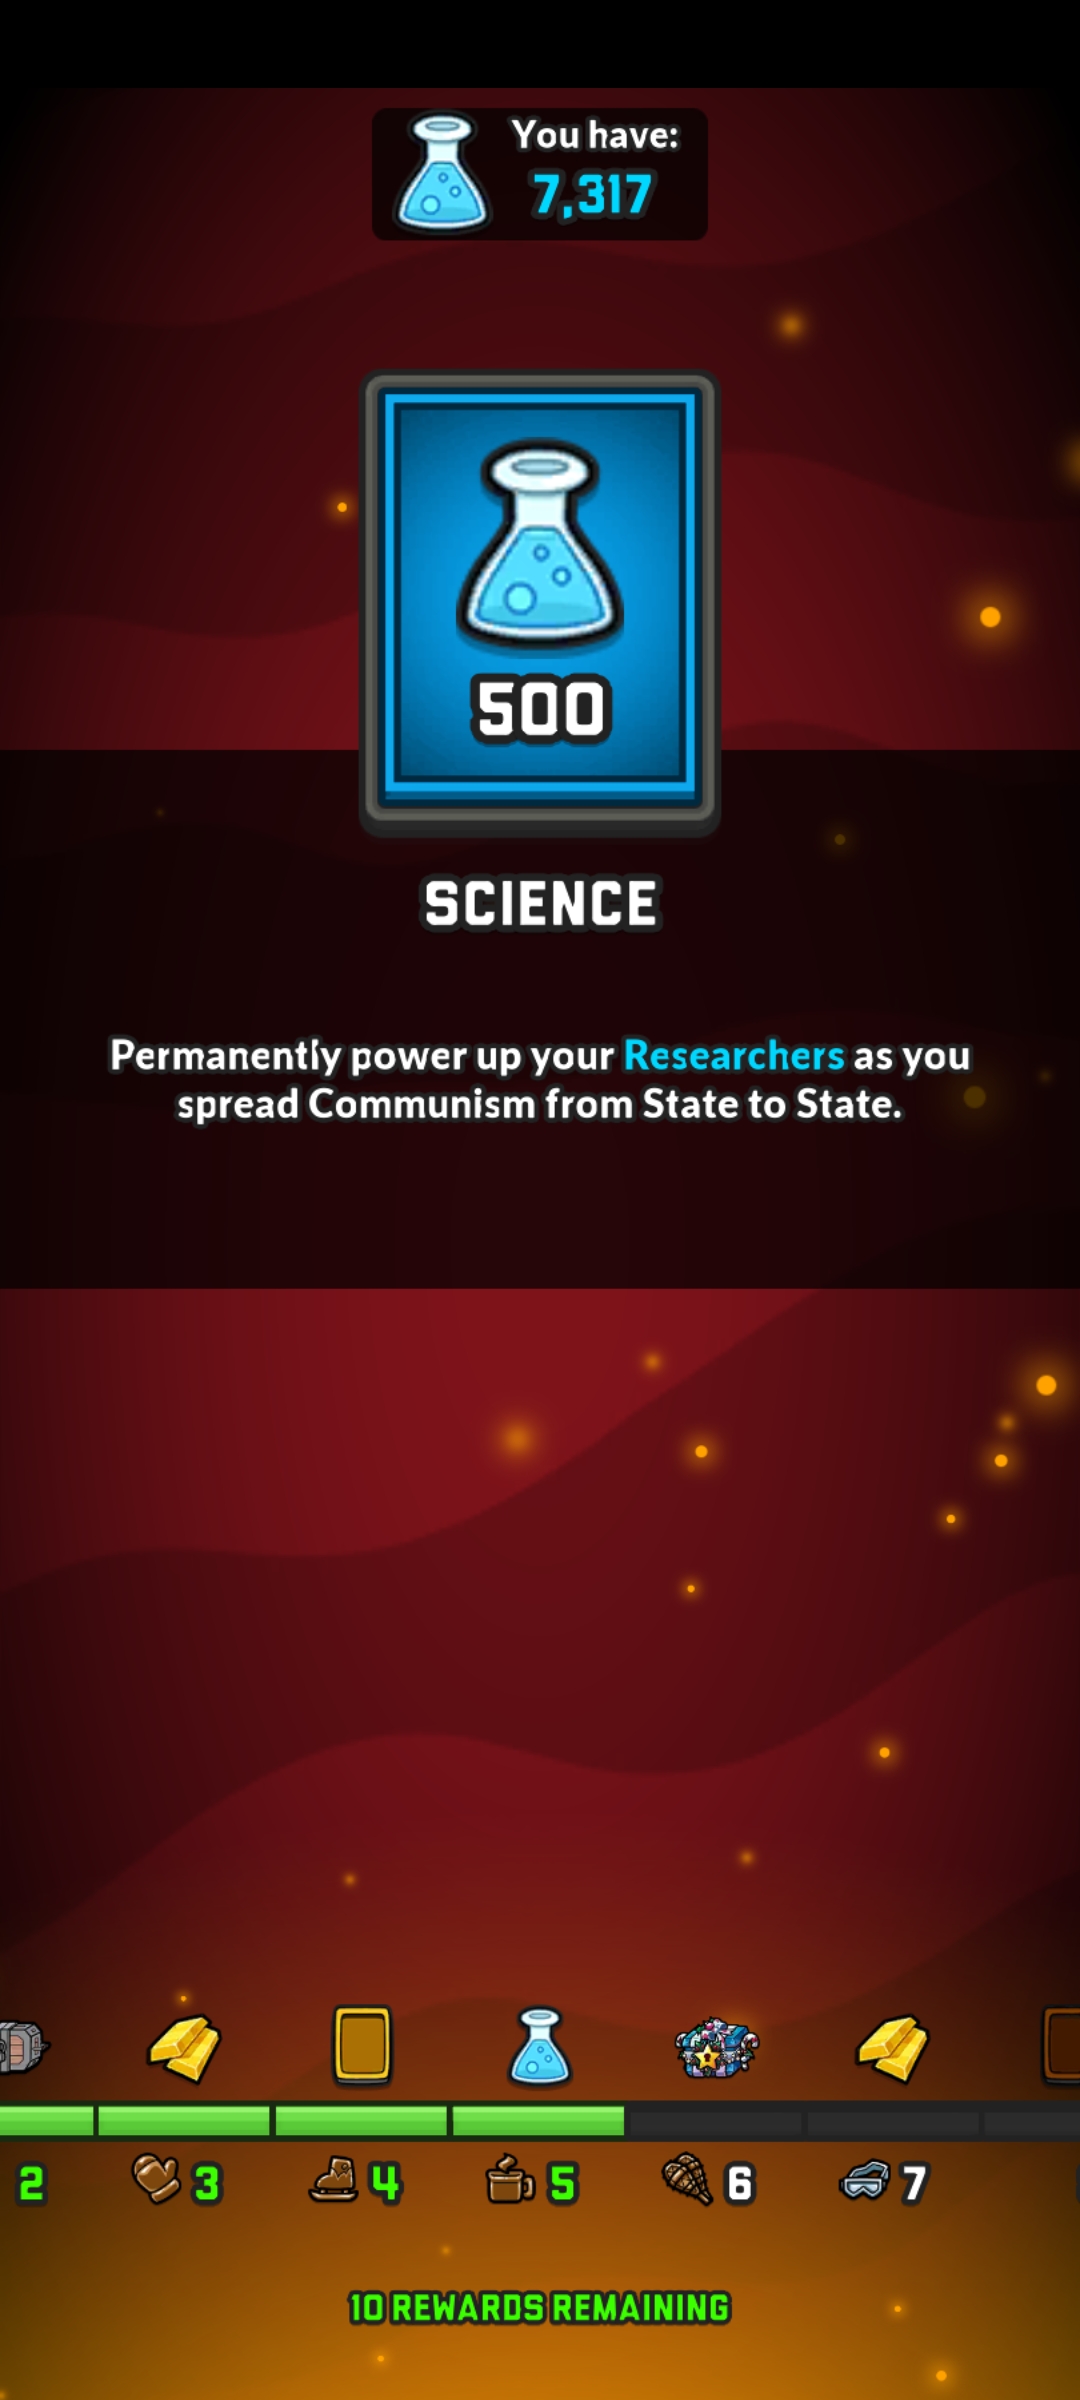 You have:
7,317
500
SCIENCE
Permanently power up your Researchers as you
spread Communism from State to State.
2 3 4 5 6 7
10 REWARDS REMAINING